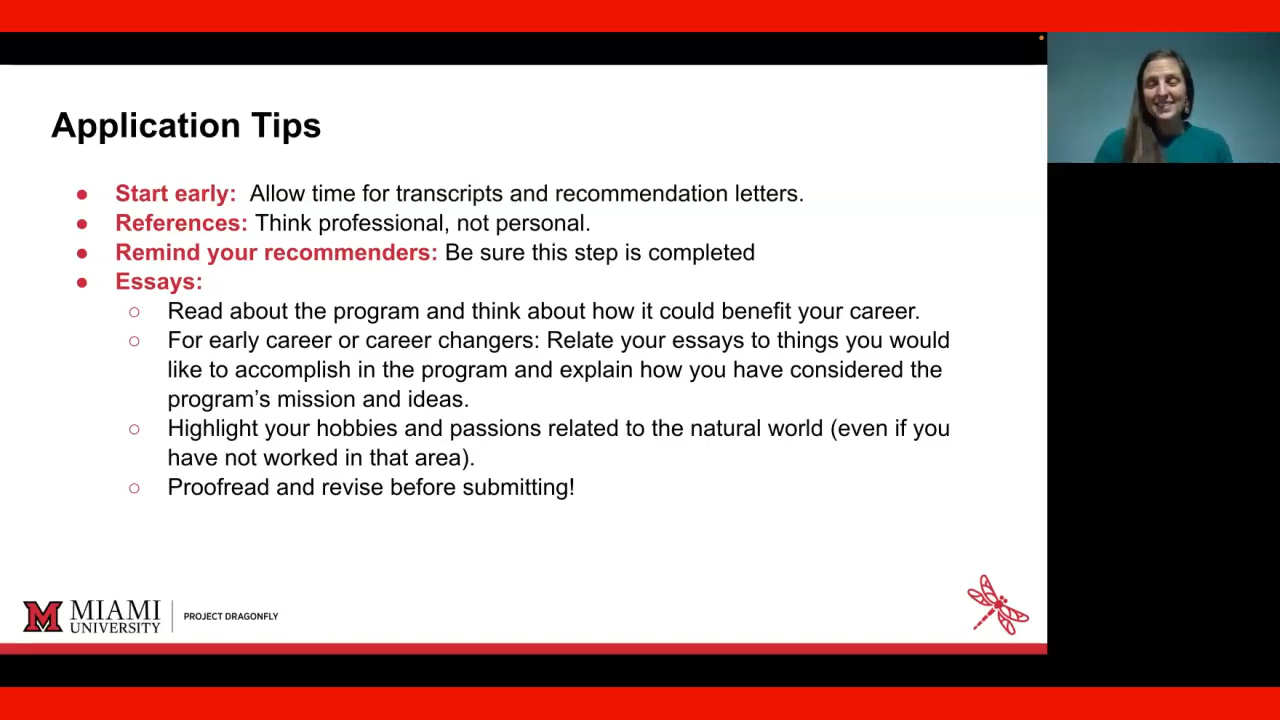 Application Tips
● Start early: Allow time for transcripts and recommendation letters.
● References: Think professional, not personal.
● Remind your recommenders: Be sure this step is completed
● Essays:
○ Read about the program and think about how it could benefit your career.
○ For early career or career changers: Relate your essays to things you would
like to accomplish in the program and explain how you have considered the
program’s mission and ideas.
○ Highlight your hobbies and passions related to the natural world (even if you
have not worked in that area).
○ Proofread and revise before submitting!
M MIAMI
UNIVERSITY
PROJECT DRAGONFLY